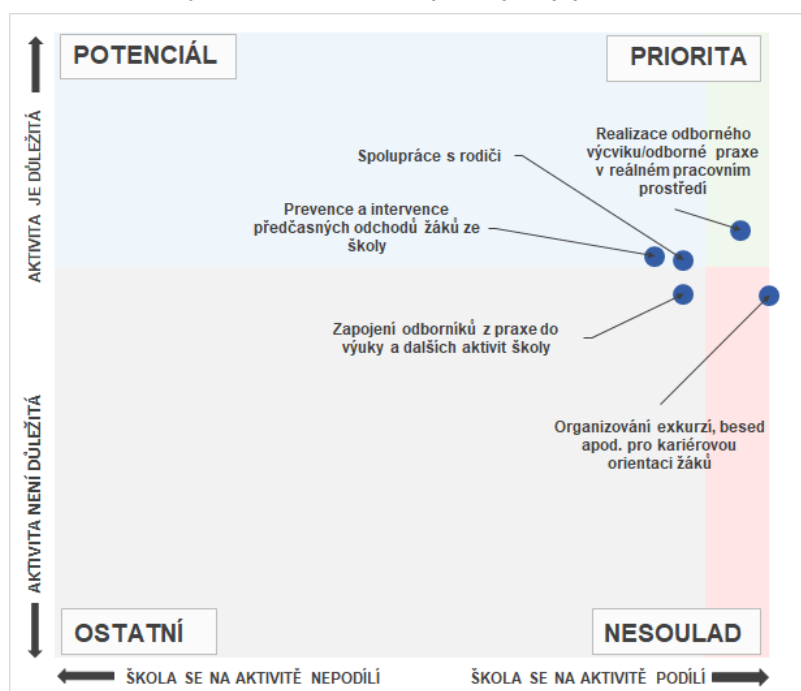 POTENCIÁL
PRIORITA
AKTIVITA JE DŮLEŽITÁ
Realizace odborného
výcviku/odborné praxe
v reálném pracovním
prostředí
Spolupráce s rodiči
Prevence a intervence
předčasných odchodů žáků ze
školy
Zapojení odborníků z praxe do
výuky a dalších aktivit školy
Organizování exkurzí, besed
apod. pro kariérovou
orientaci žáků
AKTIVITA NENÍ DŮLEŽITÁ
OSTATNÍ
NESOULAD
ŠKOLA SE NA AKTIVITĚ NEPODÍLÍ
ŠKOLA SE NA AKTIVITĚ PODÍLÍ